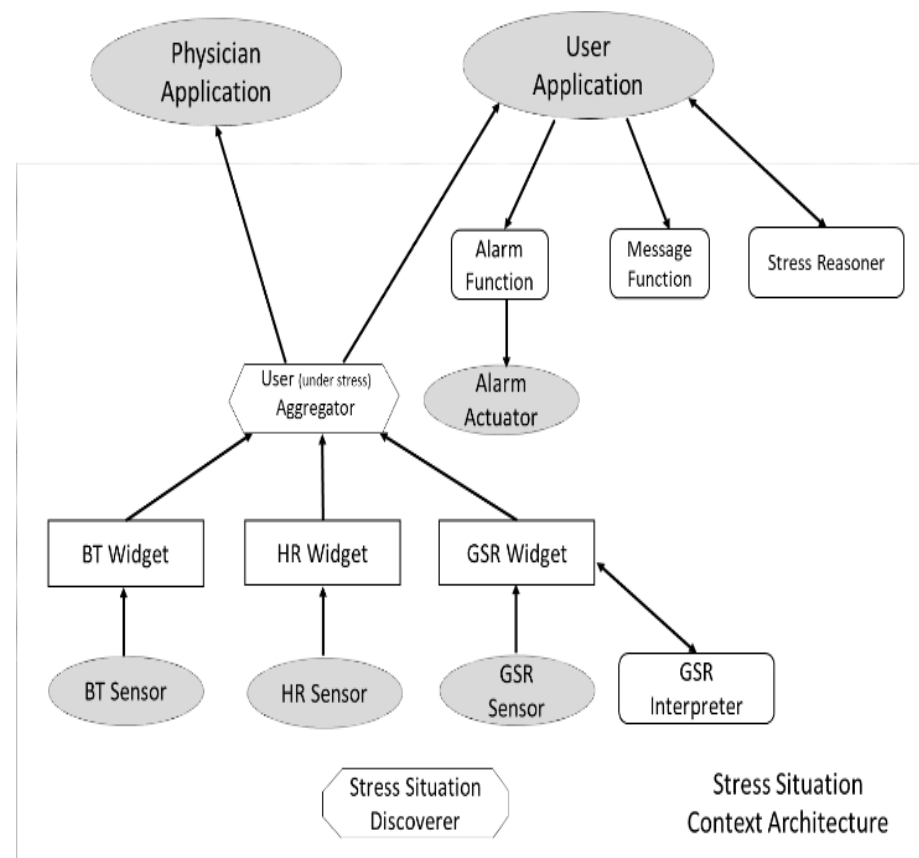 Physician
Application
User
Application
Alarm
Function
Message
Function
Stress Reasoner
User (under stress)
Aggregator
Alarm
Actuator
BT Widget
HR Widget
GSR Widget
BT Sensor
HR Sensor
GSR
Sensor
GSR
Interpreter
Stress Situation
Discoverer
Stress Situation
Context Architecture